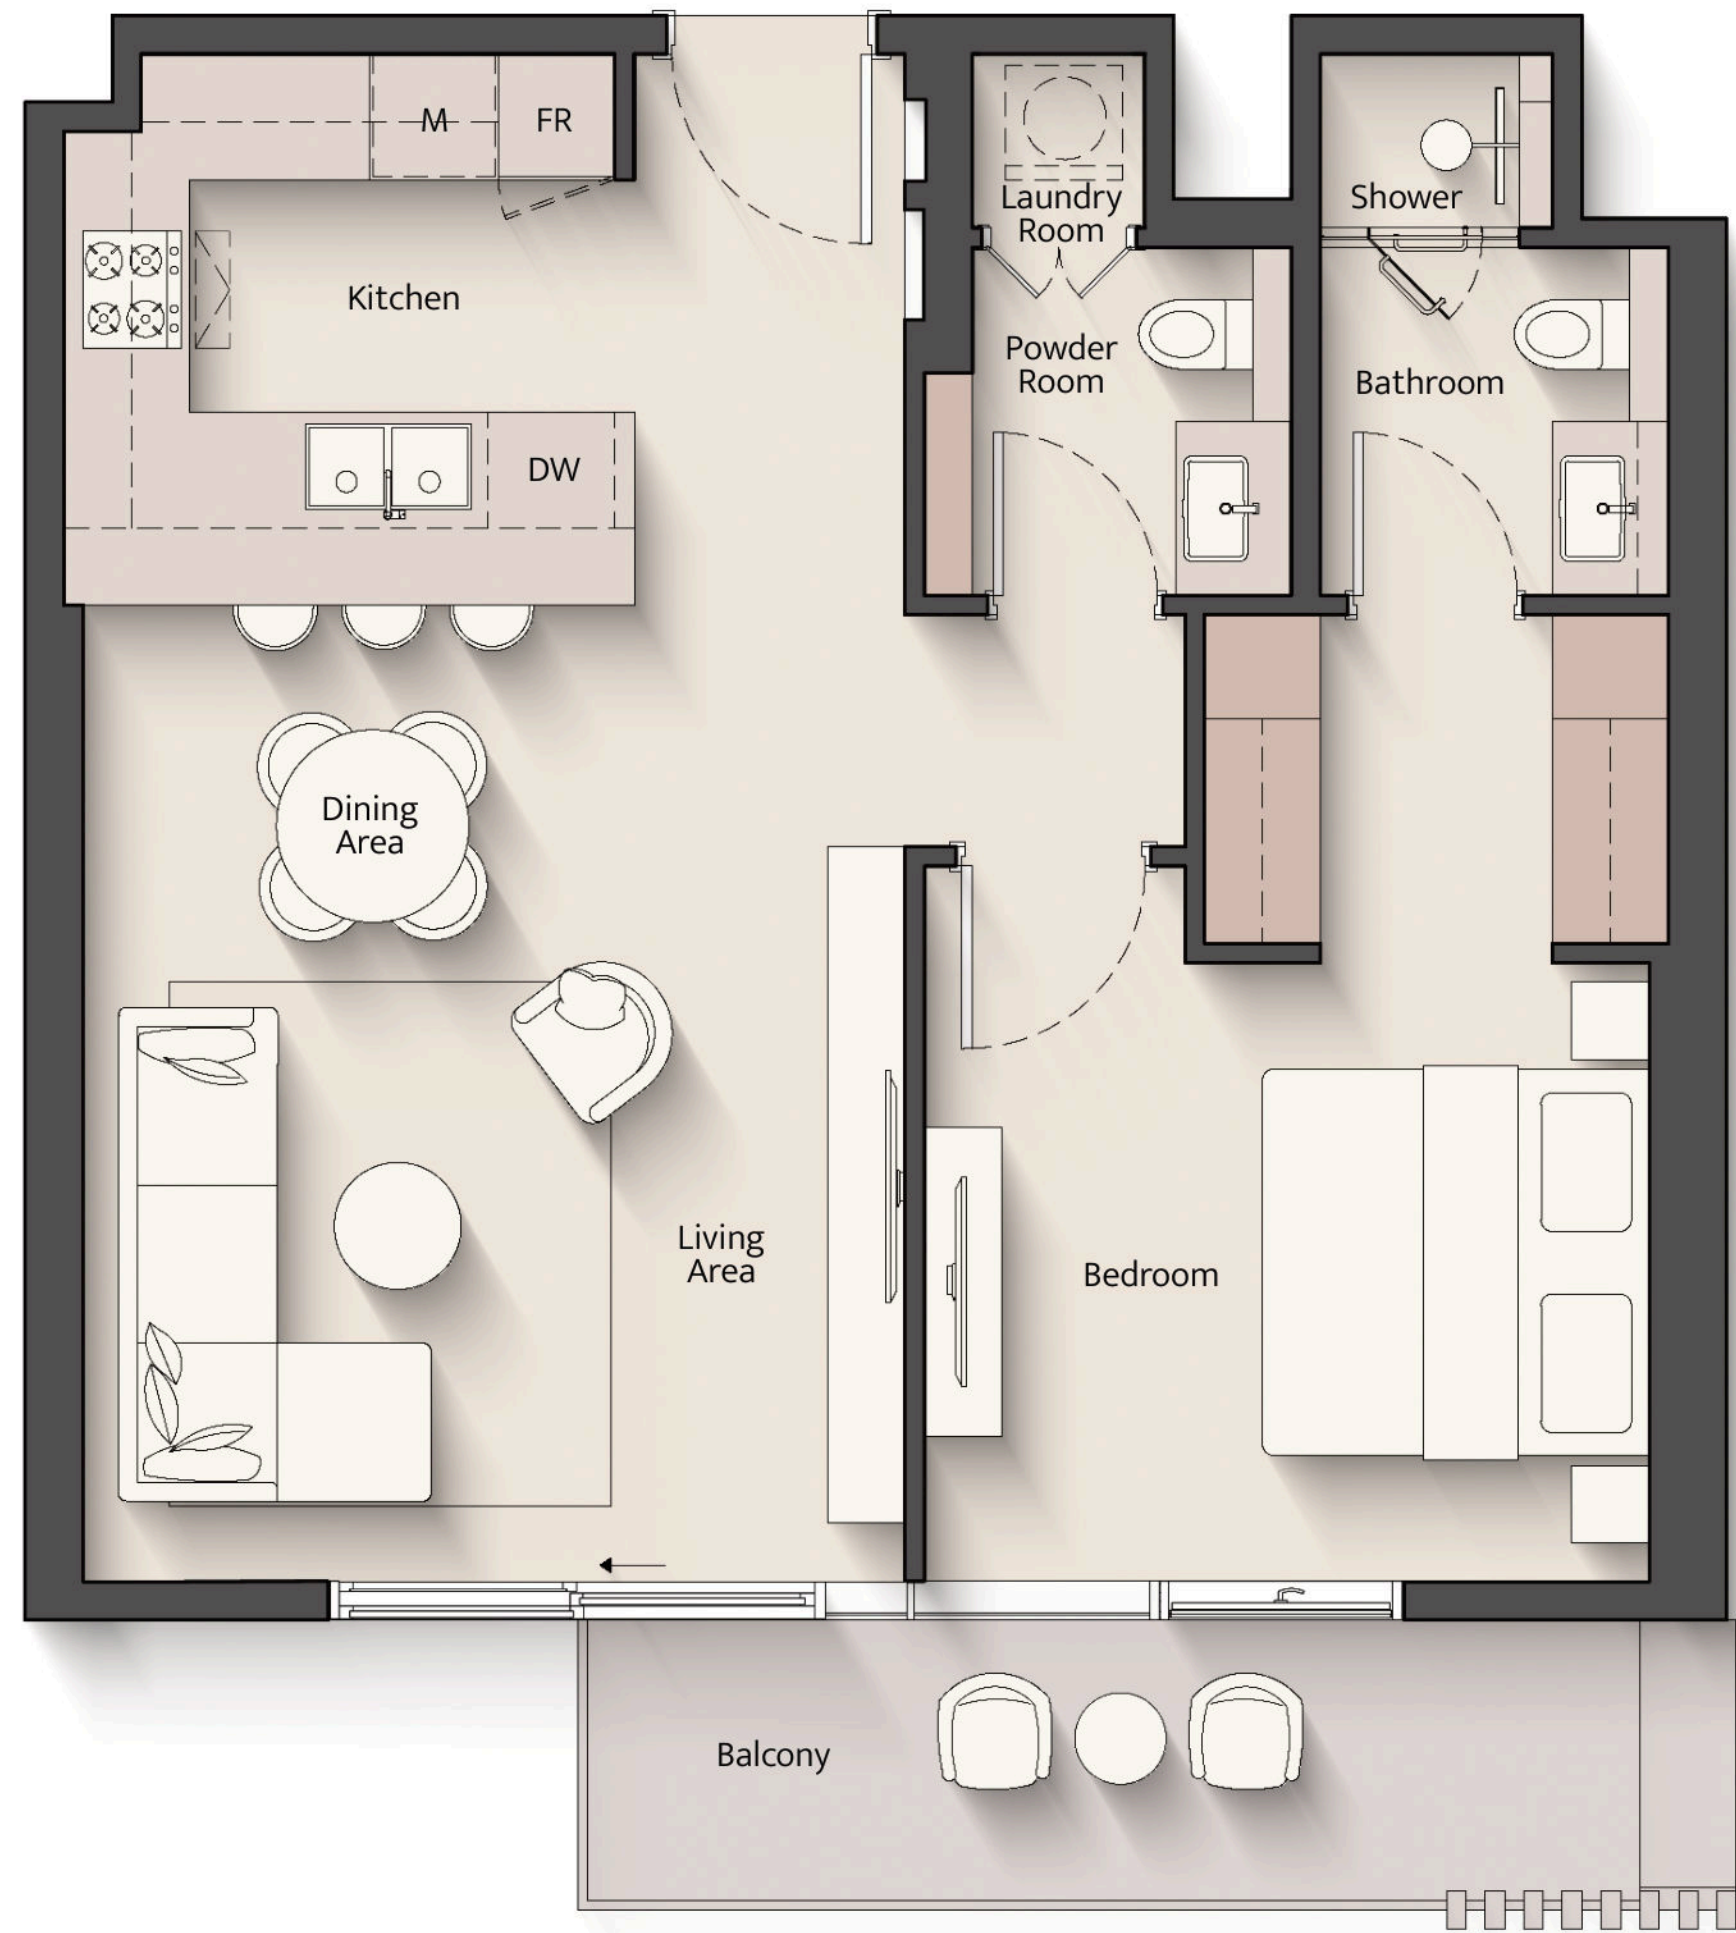 M
FR
Laundry
Room
Shower
Kitchen
Powder
Room
Bathroom
DW
Dining
Area
Living
Area
Bedroom
Balcony